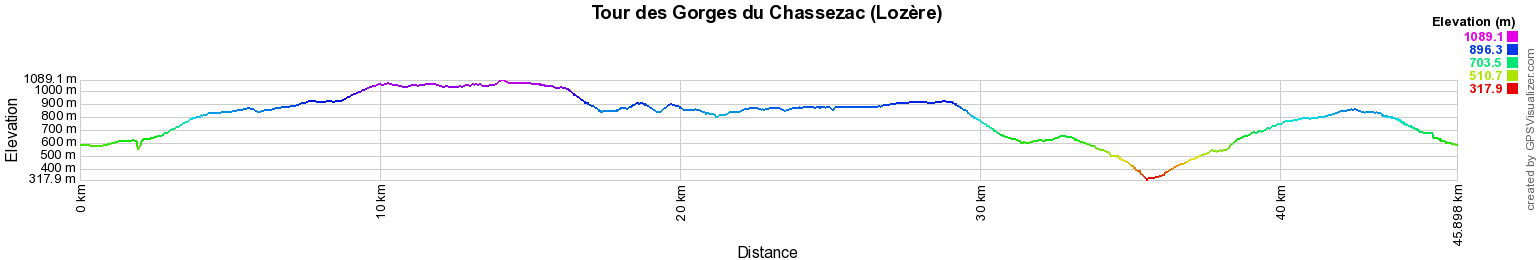 Tour des Gorges du Chassezac (Lozère)
Elevation (m)
1089.1
896.3
703.5
510.7
317.9
Elevation
1089.1 m
1000 m
900 m
800 m
700 m
600 m
500 m
400 m
317.9 m
0 km
10 km
20 km
30 km
40 km
45.898 km
Distance
created by GPSVisualizer.com